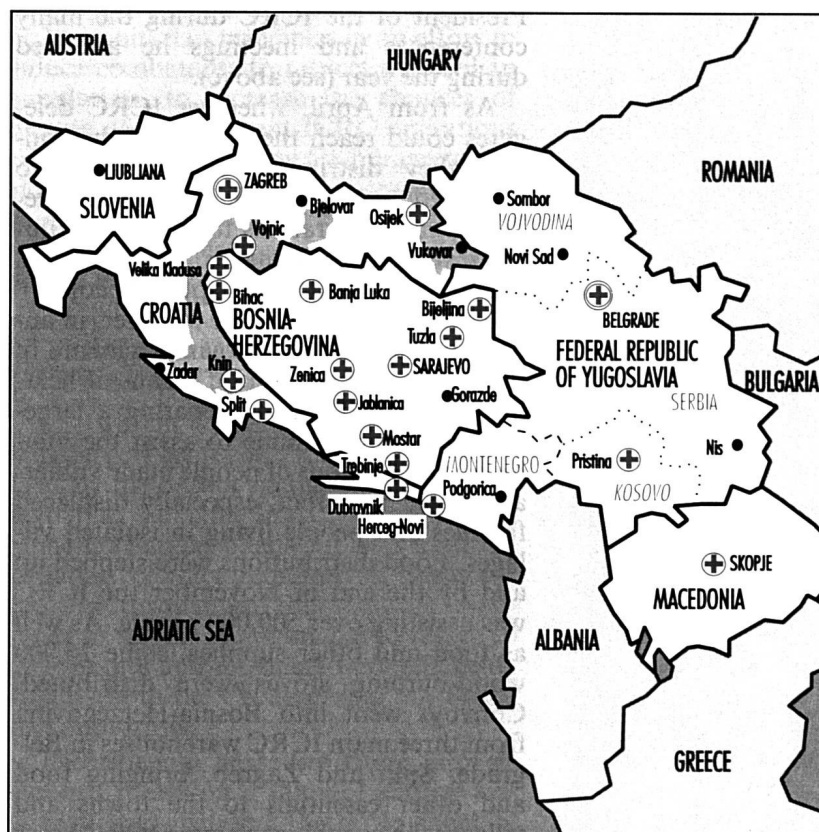 AUSTRIA
HUNGARY
ROMANIA
LJUBLJANA
SLOVENIA
ZAGREB
Bjelovar
Osijek
Sombor
VOJVODINA
Vojnic
Vukovar
Novi Sad
Velika Kladusa
Bihac
Banja Luka
Bijeljina
BELGRADE
CROATIA
BOSNIA-
HERZEGOVINA
Tuzla
FEDERAL REPUBLIC
OF YUGOSLAVIA
BULGARIA
Zadar
Knin
Zenica
SARAJEVO
Gorazde
SERBIA
Split
Jablanica
Mostar
Trebinje
MONTENEGRO
Pristina
Nis
Dubrovnik
Podgorica
KOSOVO
Herceg-Novi
SKOPJE
MACEDONIA
ADRIATIC SEA
ALBANIA
GREECE